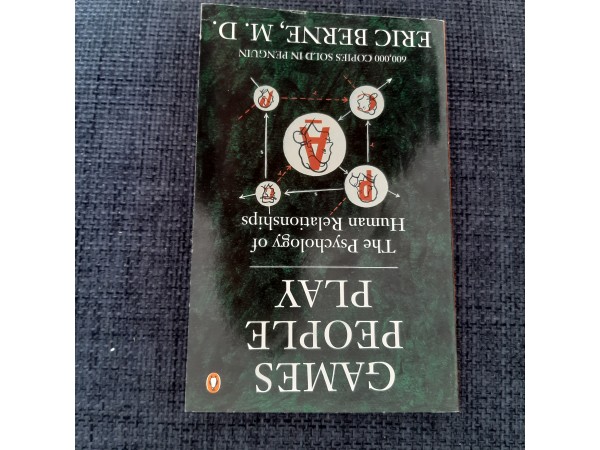 GAMES
PEOPLE
PLAY
The Psychology of
Human Relationships
600,000 COPIES SOLD IN PENGUIN
ERIC BERNE, M. D.